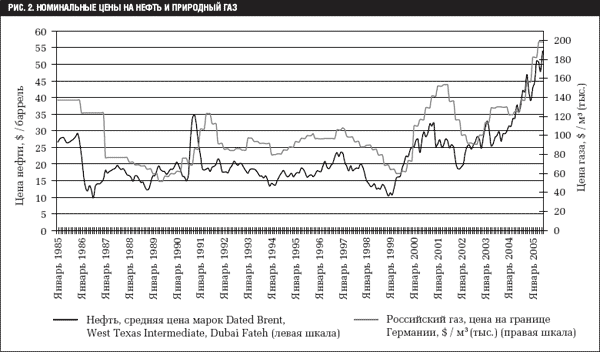 РИС. 2. НОМИНАЛЬНЫЕ ЦЕНЫ НА НЕФТЬ И ПРИРОДНЫЙ ГАЗ
Цена нефти, $ / баррель
60
55
50
45
40
35
30
25
20
15
10
5
0
200
180
160
140
120
100
80
60
40
20
0
Цена газа, $ / м³ (тыс.)
Январь 1985
Январь 1986
Январь 1987
Январь 1988
Январь 1989
Январь 1990
Январь 1991
Январь 1992
Январь 1993
Январь 1994
Январь 1995
Январь 1996
Январь 1997
Январь 1998
Январь 1999
Январь 2000
Январь 2001
Январь 2002
Январь 2003
Январь 2004
Январь 2005
Нефть, средняя цена марок Dated Brent,
West Texas Intermediate, Dubai Fateh (левая шкала)
Российский газ, цена на границе
Германии, $ / м³ (тыс.) (правая шкала)